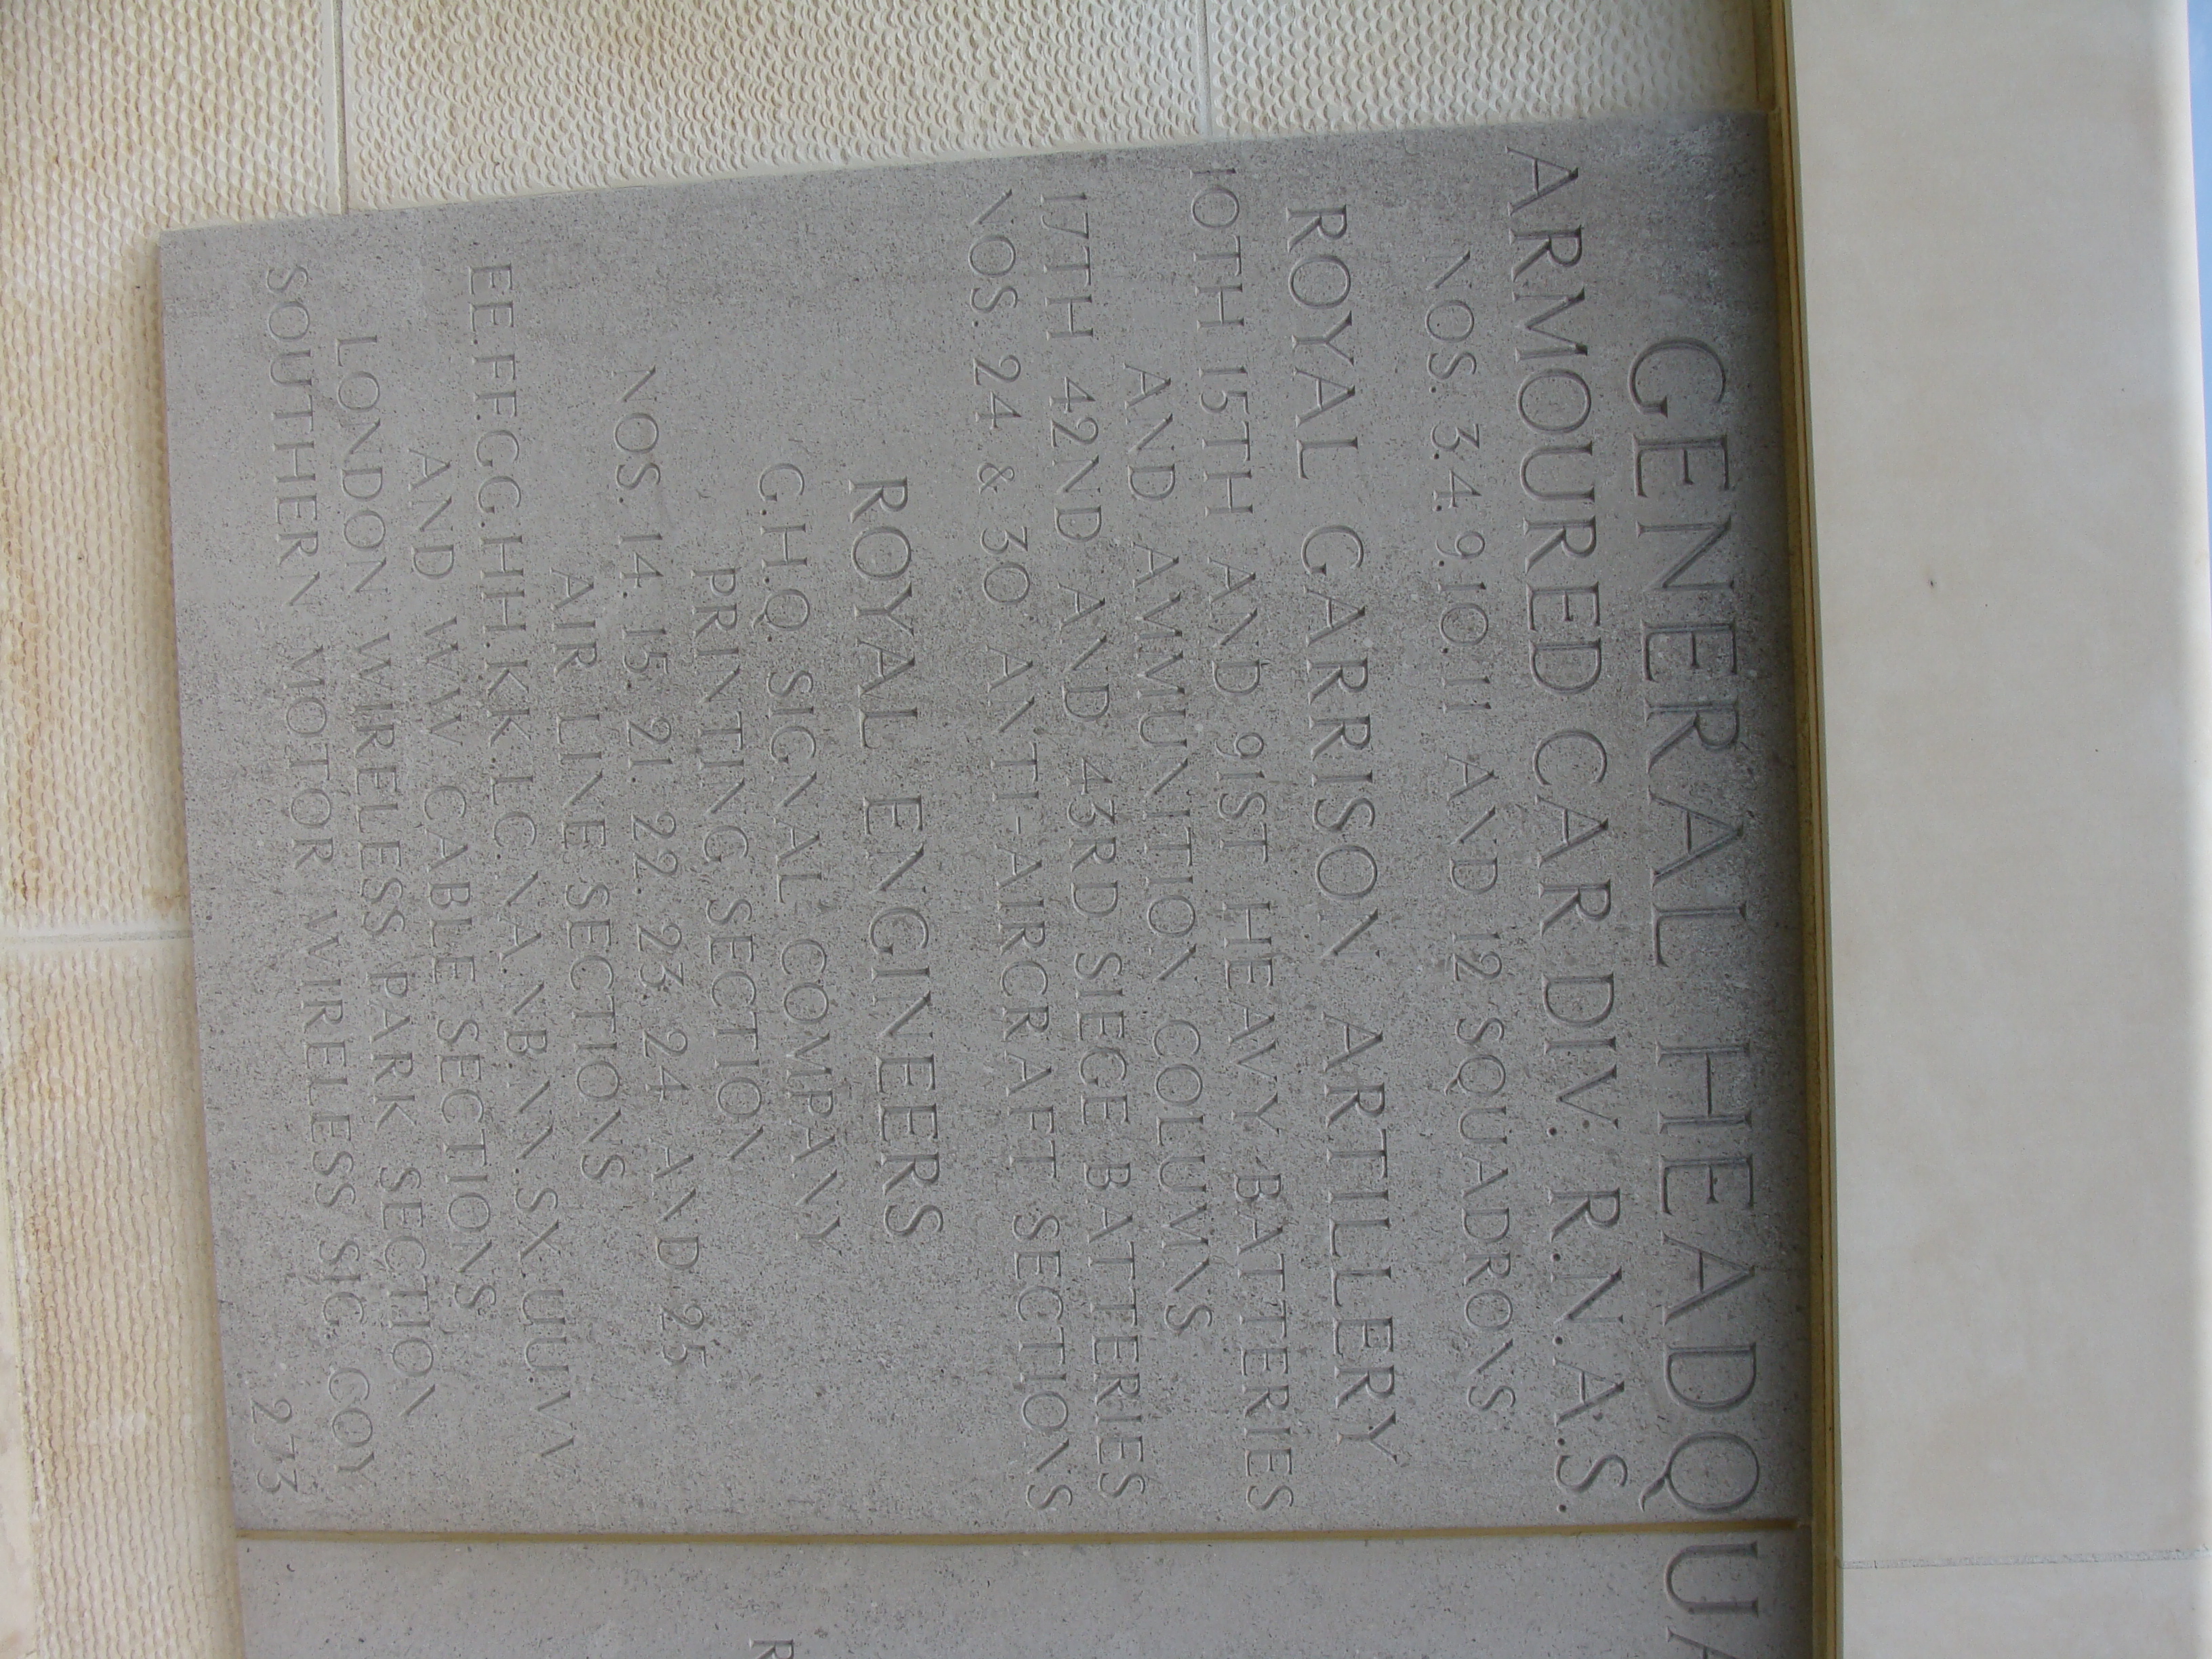 GENERAL HEADQUA
ARMOURED CAR DIV: R.N.A.S.
NOS. 3.4.9.10.11 AND 12 SQUADRONS
ROYAL GARRISON ARTILLERY
10TH 15TH AND 91ST HEAVY BATTERIES
AND AMMUNITION COLUMNS
17TH 42ND AND 43RD SIEGE BATTERIES
NOS. 24 & 30 ANTI-AIRCRAFT SECTIONS
ROYAL ENGINEERS
G.H.Q. SIGNAL COMPANY
PRINTING SECTION
NOS. 14. 15. 21. 22. 23. 24 AND 25
AIR LINE SECTIONS
EE.FF.GG.HH.KK.LC.NA.NB.NN.SX.UU.VV
AND WW CABLE SECTIONS
LONDON WIRELESS PARK SECTION
SOUTHERN MOTOR WIRELESS SIG. COY
R